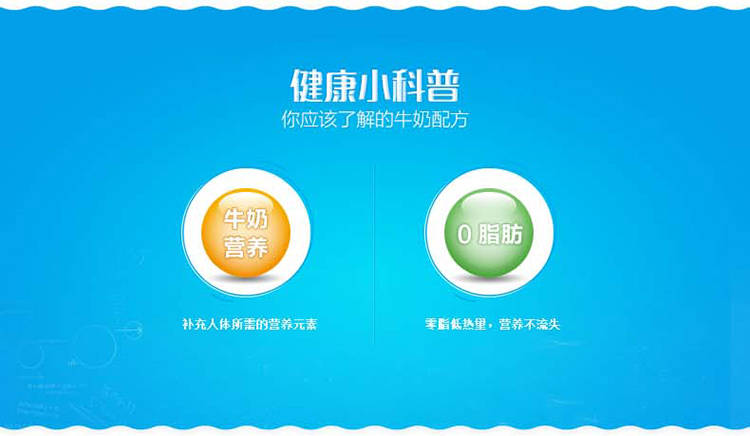 健康小科普
你应该了解的牛奶配方
牛奶
营养
0 脂肪
补充人体所需的营养元素
零脂低热量，营养不流失